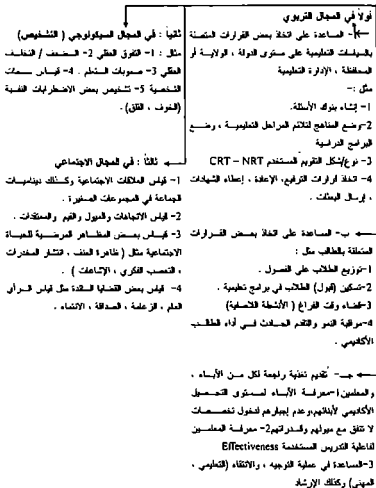 أولاً في المجال التربوي
أ- المساعدة على اتخاذ بعض القرارات المتصلة
بالسياسات التعليمية على مستوى الدولة ، الولاية أو
المحافظة ، الإدارة التعليمية
مثل :-
1- إنشاء بنوك الأسئلة.
2-وضع المناهج لتلائم المراحل التعليمية ، وضع
البرامج الدراسية
3- نوع/شكل التقويم المستخدم CRT – NRT
4- اتخاذ قرارات الترفيع، الإعادة ، إعطاء الشهادات
، إرسال البعثات .
ب- المساعدة على اتخاذ بعض القرارات
المتعلقة بالطالب مثل :
1-توزيع الطلاب على الفصول .
2-تسكين (قبول) الطلاب في برامج تعليمية .
3-قضاء وقت الفراغ ( الأنشطة اللاصفية)
4-مراقبة النمو والتقدم الحادث في أداء الطالب
الأكاديمي .
جـ- تقديم تغذية راجعة لكل من الأباء ،
والمعلمين1-معرفة الأباء لمستوى التحصيل
الأكاديمي لأبنائهم،وعدم إجبارهم لدخول تخصصات
لا تتفق مع ميولهم وقدراتهم2- معرفة المعلمين
لفاعلية التدريس المستخدمة Effectiveness
3-المساعدة في عملية التوجيه ، والانتقاء (التعليمي ،
المهني) وكذلك الإرشاد
ثانياً : في المجال السيكولوجي ( التشخيص)
مثل : 1- التفوق العقلي 2- الضعف / التخلف
العقلي 3- صعوبات التعلم . 4- قياس سمات
الشخصية 5- تشخيص بعض الاضطرابات النفسية
(الخوف ، القلق).
ثالثاً : في المجال الاجتماعي
1- قياس العلاقات الاجتماعية وكذلك ديناميات
الجماعة في المجموعات الصغيرة .
2- قياس الاتجاهات والميول والقيم والمعتقدات .
3- قياس بعض المظاهر المرضية للحياة
الاجتماعية مثل ( ظاهرة العنف ، انتشار المخدرات
، التعصب الفكري ، الإشاعات ) .
4- قياس بعض القضايا السائدة مثل قياس الرأي
العام ، الزعامة ، الصداقة ، الانتماء .